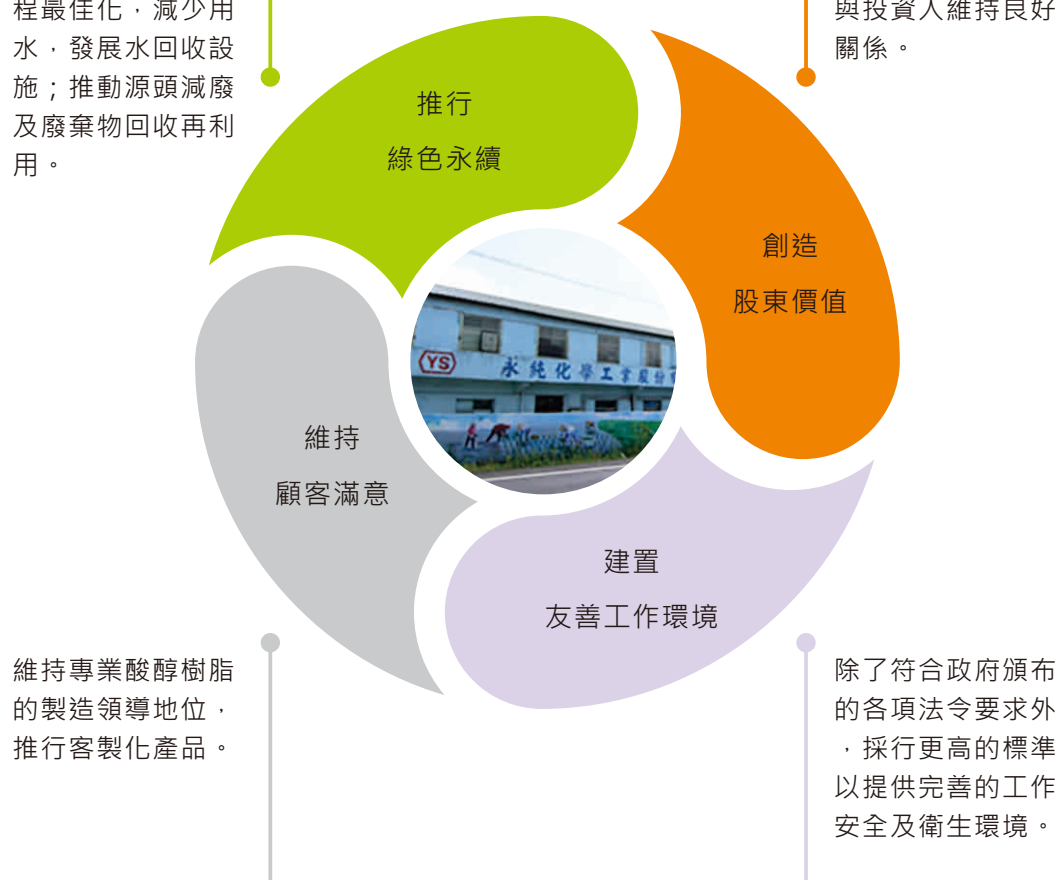 程最佳化，減少用
水，發展水回收設
施；推動源頭減廢
及廢棄物回收再利
用。
與投資人維持良好
關係。
推行
綠色永續
創造
股東價值
YS
永純化學工業股份
維持
顧客滿意
建置
友善工作環境
維持專業酸醇樹脂
的製造領導地位，
推行客製化產品。
除了符合政府頒布
的各項法令要求外
，採行更高的標準
以提供完善的工作
安全及衛生環境。